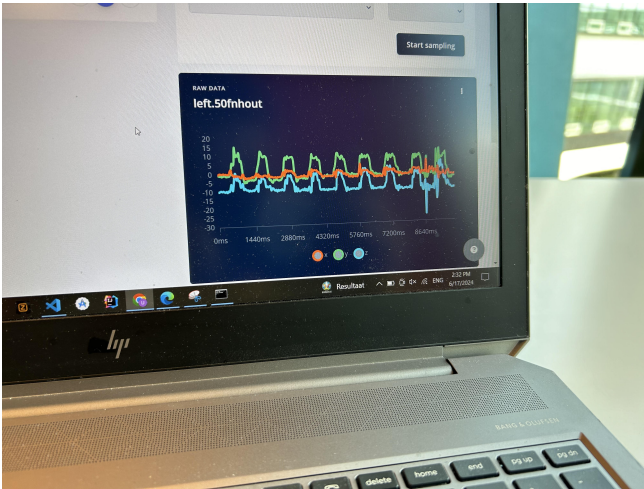 Start sampling
RAW DATA
left.50fnhout
20
15
10
5
0
-5
-10
-15
-20
-25
-30
0ms 1440ms 2880ms 4320ms 5760ms 7200ms 8640ms
x y z
?
Resultaat
ENG
2:32 PM
6/17/2024
hp
BANG & OLUFSEN
delete home end pg up pg dn